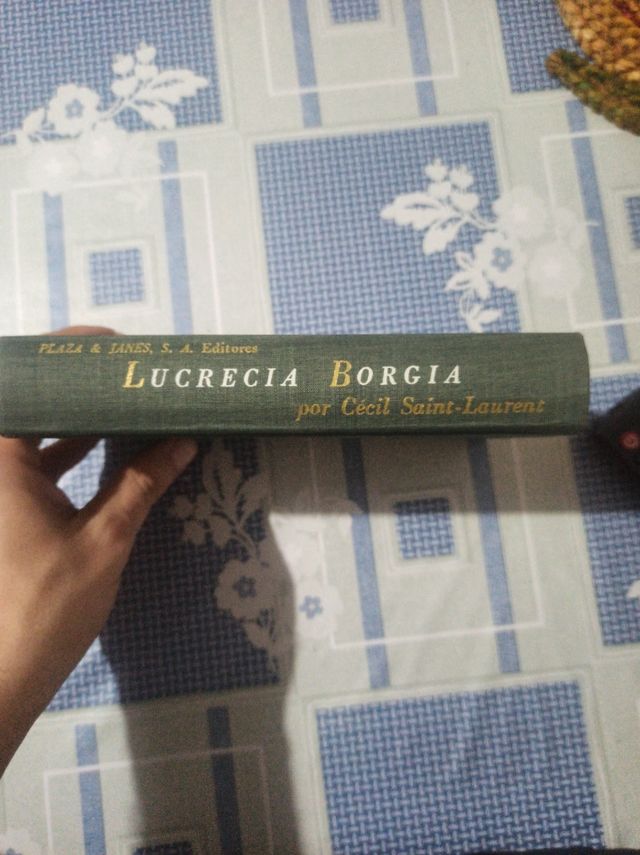 PLAZA & JANES, S. A. Editores
LUCRECIA BORGIA
por Cécil Saint-Laurent